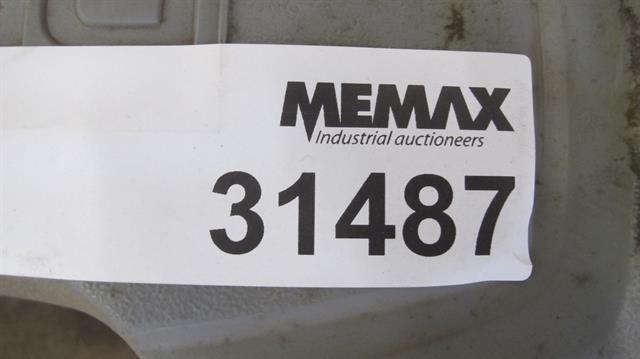 MEMAX
Industrial auctioneers
31487